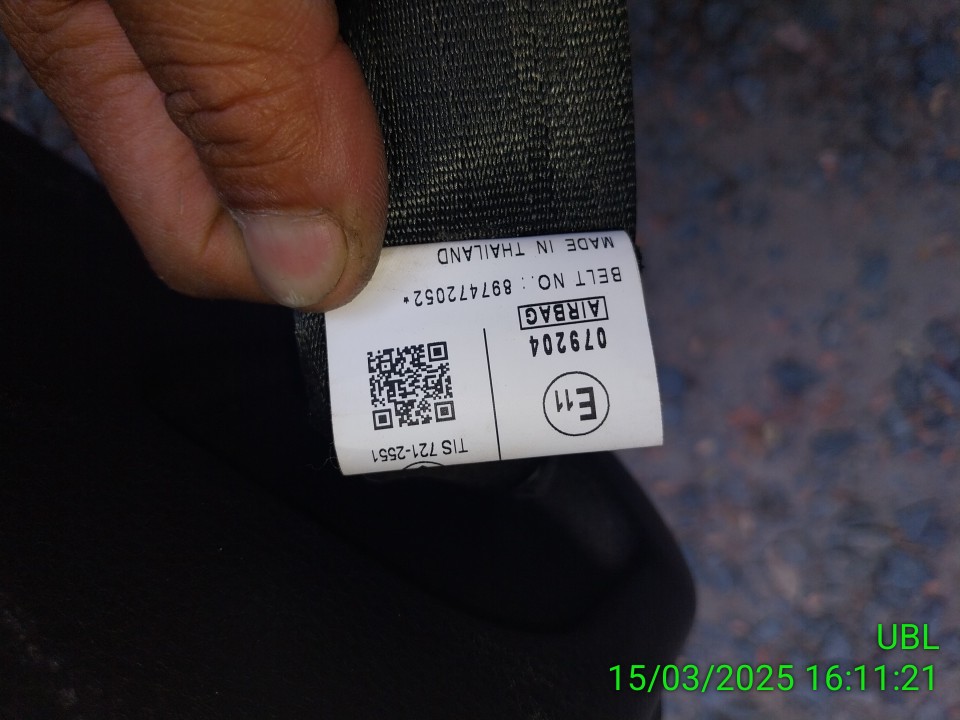 TIS 721-2551
E11
079204
AIRBAG
BELT NO.: 897472052*
MADE IN THAILAND
UBL
15/03/2025 16:11:21